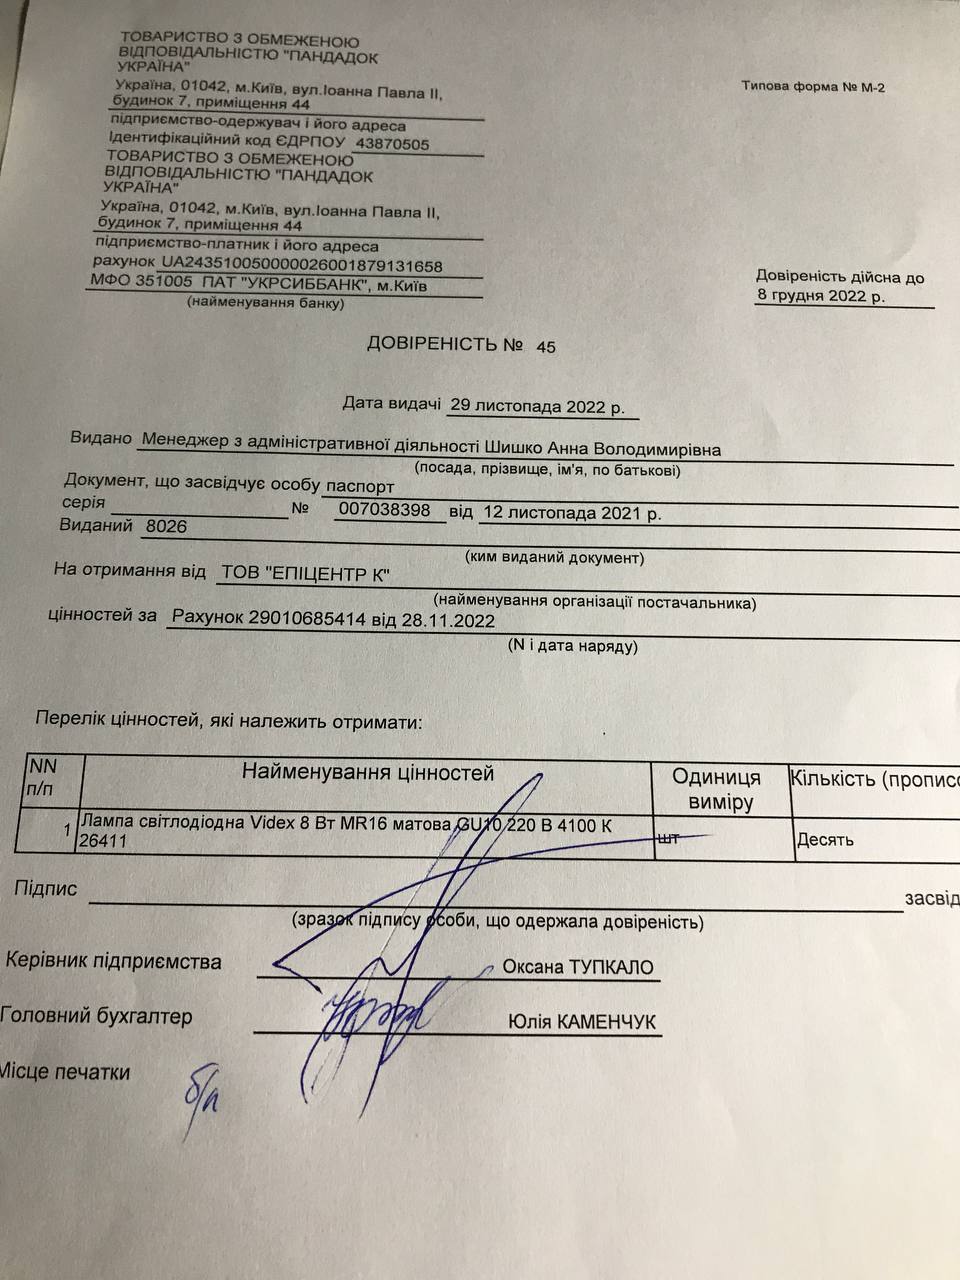 ТОВАРИСТВО З ОБМЕЖЕНОЮ
ВІДПОВІДАЛЬНІСТЮ "ПАНДАДОК
УКРАЇНА"
Україна, 01042, м.Київ, вул.Іоанна Павла ІІ,
будинок 7, приміщення 44
підприємство-одержувач і його адреса
Ідентифікаційний код ЄДРПОУ 43870505
ТОВАРИСТВО З ОБМЕЖЕНОЮ
ВІДПОВІДАЛЬНІСТЮ "ПАНДАДОК
УКРАЇНА"
Україна, 01042, м.Київ, вул.Іоанна Павла ІІ,
будинок 7, приміщення 44
підприємство-платник і його адреса
рахунок UA243510050000026001879131658
МФО 351005 ПАТ "УКРСИББАНК", м.Київ
(найменування банку)
Типова форма № М-2
Довіреність дійсна до
8 грудня 2022 р.
ДОВІРЕНІСТЬ № 45
Дата видачі 29 листопада 2022 р.
Видано Менеджер з адміністративної діяльності Шишко Анна Володимирівна
(посада, прізвище, ім'я, по батькові)
Документ, що засвідчує особу паспорт
серія № 007038398 від 12 листопада 2021 р.
Виданий 8026
(ким виданий документ)
На отримання від ТОВ "ЕПІЦЕНТР К"
(найменування організації постачальника)
цінностей за Рахунок 29010685414 від 28.11.2022
(N і дата наряду)
Перелік цінностей, які належить отримати:
NN Найменування цінностей Одиниця Кількість (прописо
п/п виміру
1 Лампа світлодіодна Videx 8 Вт MR16 матова GU10 220 В 4100 К шт Десять
26411
Підпис засвід
(зразок підпису особи, що одержала довіреність)
Керівник підприємства Оксана ТУПКАЛО
Головний бухгалтер Юлія КАМЕНЧУК
Місце печатки б/п